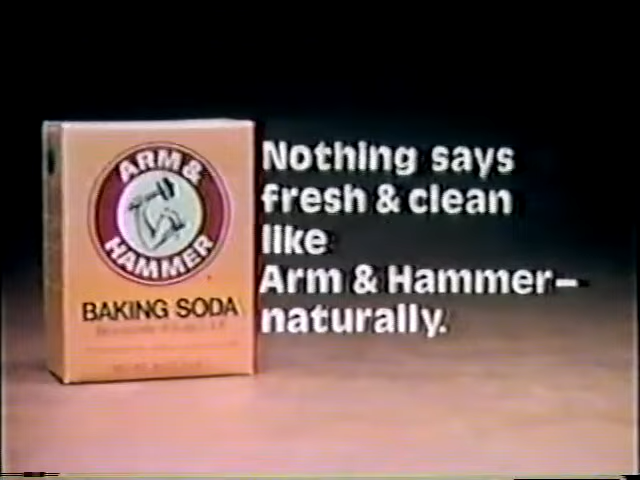 ARM &
HAMMER
BAKING SODA
Nothing says
fresh & clean
like
Arm & Hammer–
naturally.